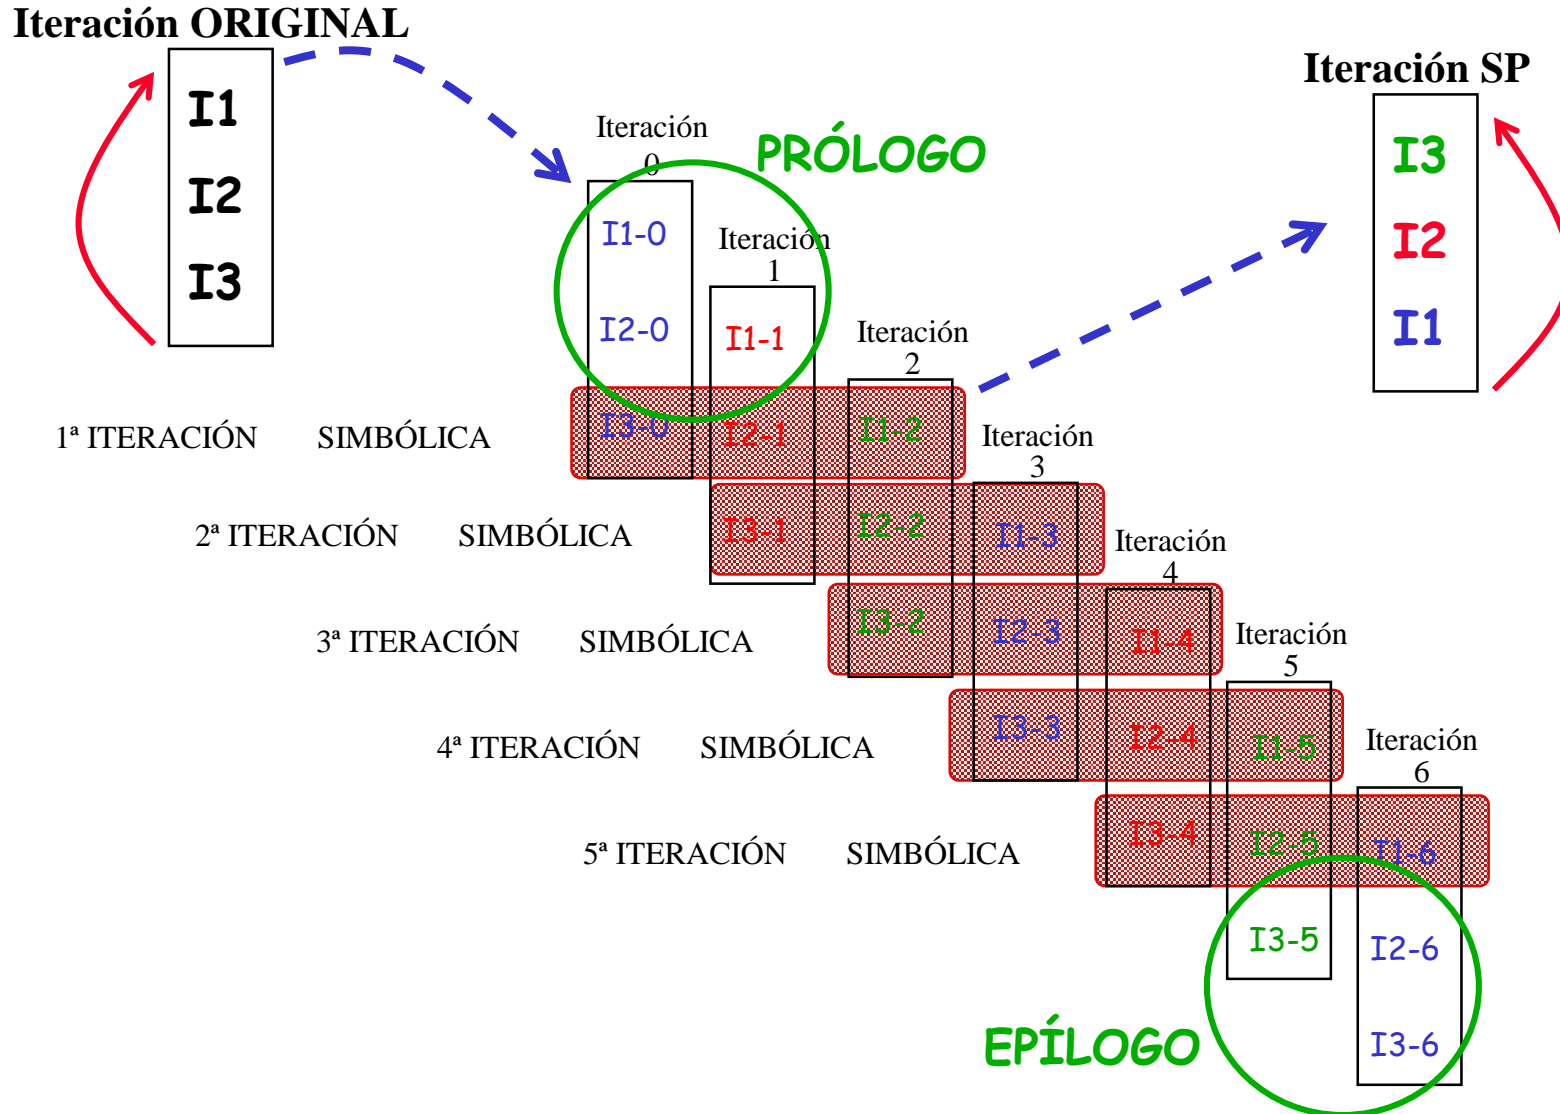 Iteración ORIGINAL
I1
I2
I3
Iteración SP
I3
I2
I1
PRÓLOGO
Iteración
0
I1-0
I2-0
Iteración
1
I1-1
Iteración
2
1ª ITERACIÓN SIMBÓLICA
I3-0 I2-1 I1-2
Iteración
3
2ª ITERACIÓN SIMBÓLICA
I3-1 I2-2 I1-3
Iteración
4
3ª ITERACIÓN SIMBÓLICA
I3-2 I2-3 I1-4
Iteración
5
4ª ITERACIÓN SIMBÓLICA
I3-3 I2-4 I1-5
Iteración
6
5ª ITERACIÓN SIMBÓLICA
I3-4 I2-5 I1-6
I3-5 I2-6
I3-6
EPÍLOGO